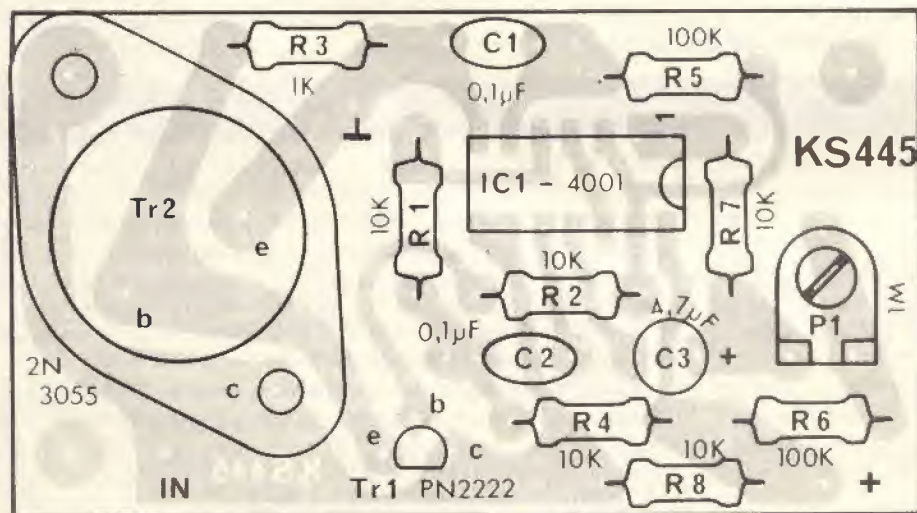 R3
1K
C1
0,1µF
100K
R5
1
KS445
IC1 - 4001
R1
10K
R7
10K
Tr2
e
b
c
2N
3055
10K
R2
0,1µF
C2
4,7µF
C3
+
P1
1M
R4
10K
R6
100K
10K
R8
+
b
e
c
Tr1 PN2222
IN
KS445